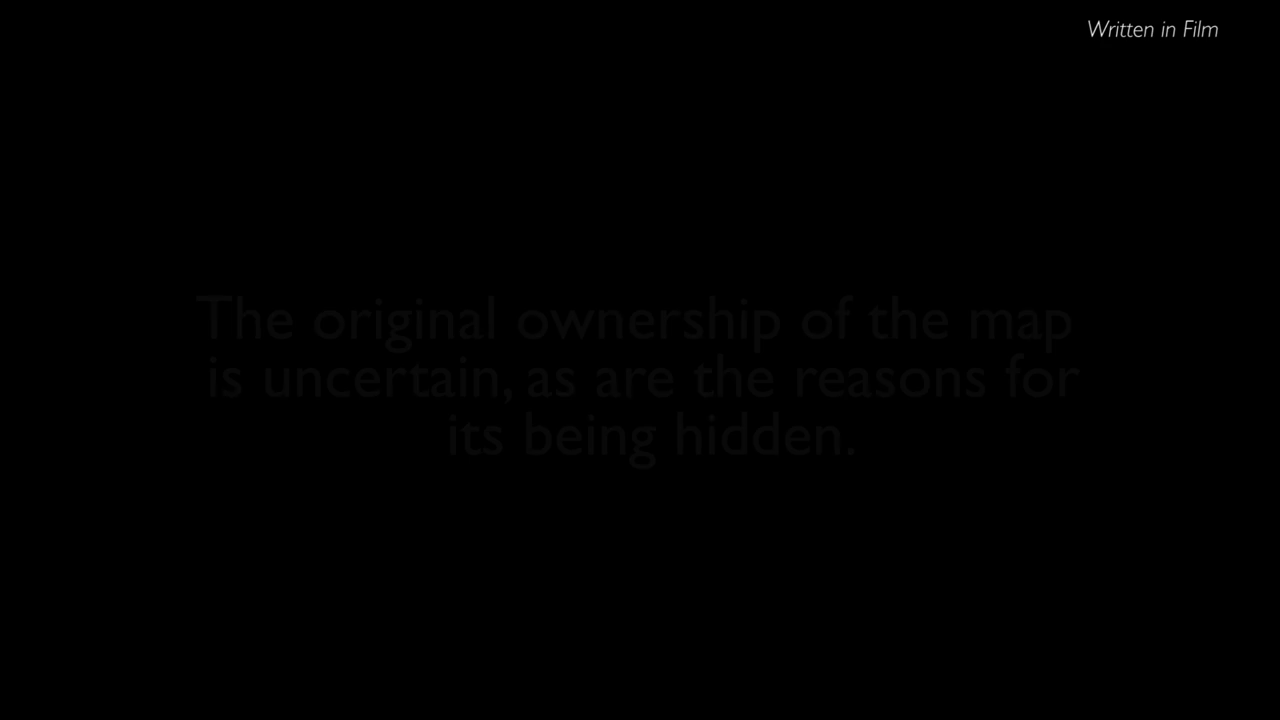 Written in Film
The original ownership of the map
is uncertain, as are the reasons for
its being hidden.